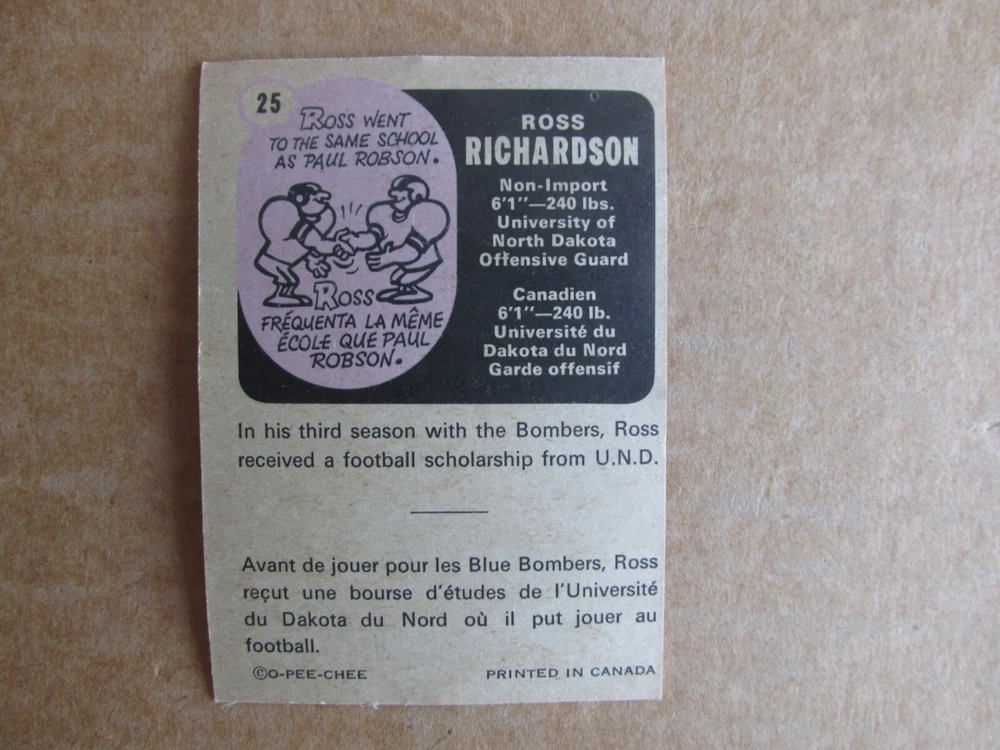 25
ROSS WENT
TO THE SAME SCHOOL
AS PAUL ROBSON.
ROSS
FRÉQUENTA LA MÊME
ÉCOLE QUE PAUL
ROBSON.
ROSS
RICHARDSON
Non-Import
6'1"—240 lbs.
University of
North Dakota
Offensive Guard
Canadien
6'1"—240 lb.
Université du
Dakota du Nord
Garde offensif
In his third season with the Bombers, Ross
received a football scholarship from U.N.D.
Avant de jouer pour les Blue Bombers, Ross
reçut une bourse d'études de l'Université
du Dakota du Nord où il put jouer au
football.
©O-PEE-CHEE PRINTED IN CANADA